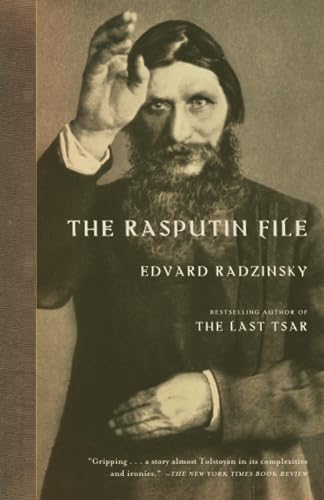 THE RASPUTIN FILE
EDVARD RADZINSKY
BESTSELLING AUTHOR OF
THE LAST TSAR
"Gripping . . . a story almost Tolstoyan in its complexities
and ironies." —THE NEW YORK TIMES BOOK REVIEW